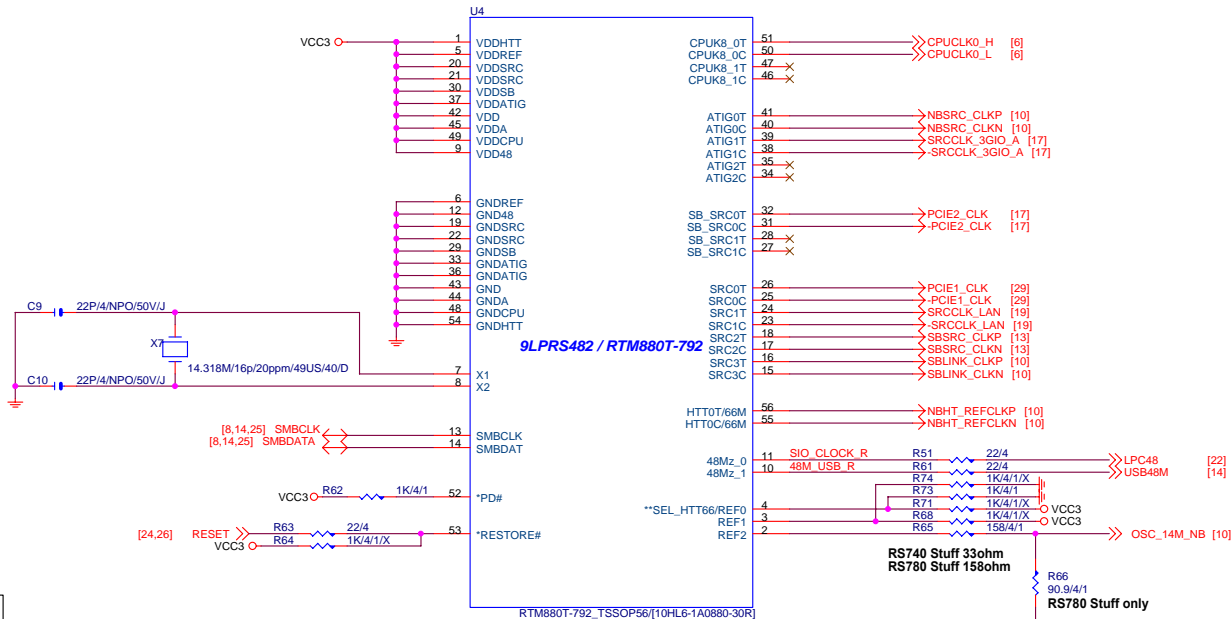 U4
VCC3
1 VDDHTT
5 VDDREF
20 VDDSRC
21 VDDSRC
30 VDDSB
37 VDDATIG
42 VDD
45 VDDA
49 VDDCPU
9 VDD48
6 GNDREF
12 GND48
19 GNDSRC
22 GNDSRC
29 GNDSB
33 GNDATIG
36 GNDATIG
43 GND
44 GNDA
48 GNDCPU
54 GNDHTT
C9 22P/4/NPO/50V/J
X7
14.318M/16p/20ppm/49US/40/D
C10 22P/4/NPO/50V/J
7 X1
8 X2
[8,14,25] SMBCLK 13 SMBCLK
[8,14,25] SMBDATA 14 SMBDAT
VCC3 R62 1K/4/1 52 *PD#
[24,26] RESET R63 22/4 53 *RESTORE#
VCC3 R64 1K/4/1/X
9LPRS482 / RTM880T-792
CPUK8_0T 51 CPUCLK0_H [6]
CPUK8_0C 50 CPUCLK0_L [6]
CPUK8_1T 47
CPUK8_1C 46
ATIG0T 41 NBSRC_CLKP [10]
ATIG0C 40 NBSRC_CLKN [10]
ATIG1T 39 SRCCLK_3GIO_A [17]
ATIG1C 38 -SRCCLK_3GIO_A [17]
ATIG2T 35
ATIG2C 34
SB_SRC0T 32 PCIE2_CLK [17]
SB_SRC0C 31 -PCIE2_CLK [17]
SB_SRC1T 28
SB_SRC1C 27
SRC0T 26 PCIE1_CLK [29]
SRC0C 25 -PCIE1_CLK [29]
SRC1T 24 SRCCLK_LAN [19]
SRC1C 23 -SRCCLK_LAN [19]
SRC2T 18 SBSRC_CLKP [13]
SRC2C 17 SBSRC_CLKN [13]
SRC3T 16 SBLINK_CLKP [10]
SRC3C 15 SBLINK_CLKN [10]
HTT0T/66M 56 NBHT_REFCLKP [10]
HTT0C/66M 55 NBHT_REFCLKN [10]
48Mz_0 11 SIO_CLOCK_R R51 22/4 LPC48 [22]
48Mz_1 10 48M_USB_R R61 22/4 USB48M [14]
R74 1K/4/1/X
R73 1K/4/1
**SEL_HTT66/REF0 4 R71 1K/4/1/X VCC3
REF1 3 R68 1K/4/1/X VCC3
REF2 2 R65 158/4/1 OSC_14M_NB [10]
RS740 Stuff 33ohm
RS780 Stuff 158ohm
R66
90.9/4/1
RS780 Stuff only
RTM880T-792_TSSOP56/[10HL6-1A0880-30R]